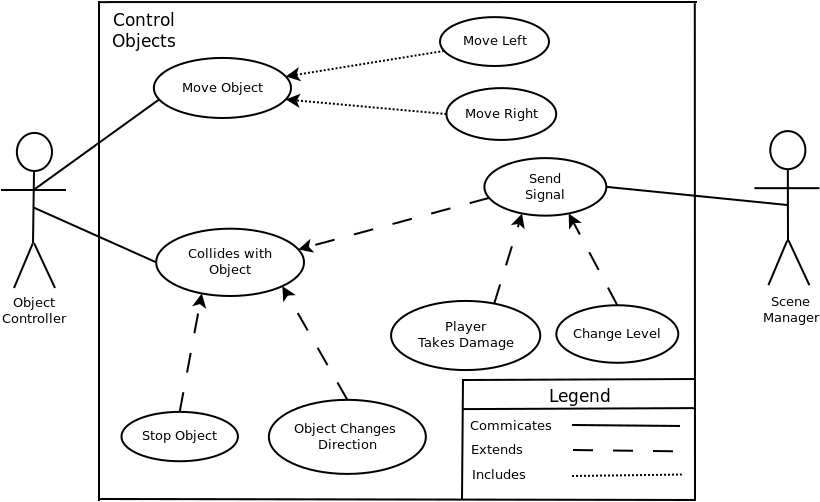 Control
Objects
Move Left
Move Object
Move Right
Send
Signal
Collides with
Object
Object
Controller
Scene
Manager
Player
Takes Damage
Change Level
Legend
Commicates
Extends
Includes
Stop Object
Object Changes
Direction